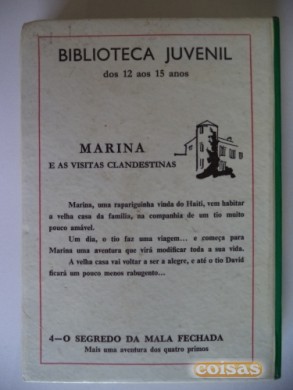 BIBLIOTECA JUVENIL
dos 12 aos 15 anos
MARINA
E AS VISITAS CLANDESTINAS
Marina, uma rapariguinha vinda do Haiti, vem habitar
a velha casa da família, na companhia de um tio muito
pouco amável.
Um dia, o tio faz uma viagem... e começa para
Marina uma aventura que virá modificar toda a sua vida.
A velha casa vai voltar a ser alegre, e até o tio David
ficará um pouco menos rabugento...
4—O SEGREDO DA MALA FECHADA
Mais uma aventura dos quatro primos
coisas